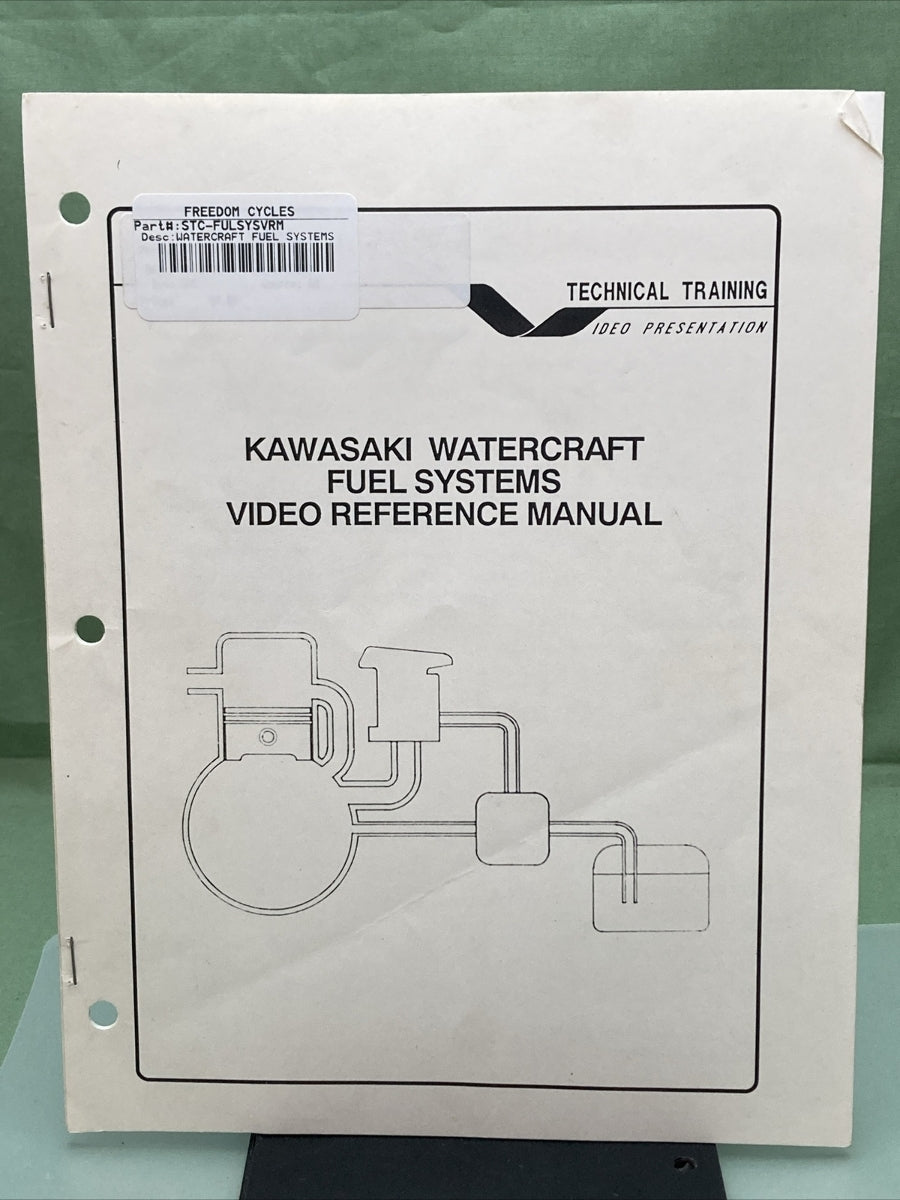 FREEDOM CYCLES
Part#:STC-FULSYSVRM
Desc:WATERCRAFT FUEL SYSTEMS
TECHNICAL TRAINING
VIDEO PRESENTATION
KAWASAKI WATERCRAFT
FUEL SYSTEMS
VIDEO REFERENCE MANUAL